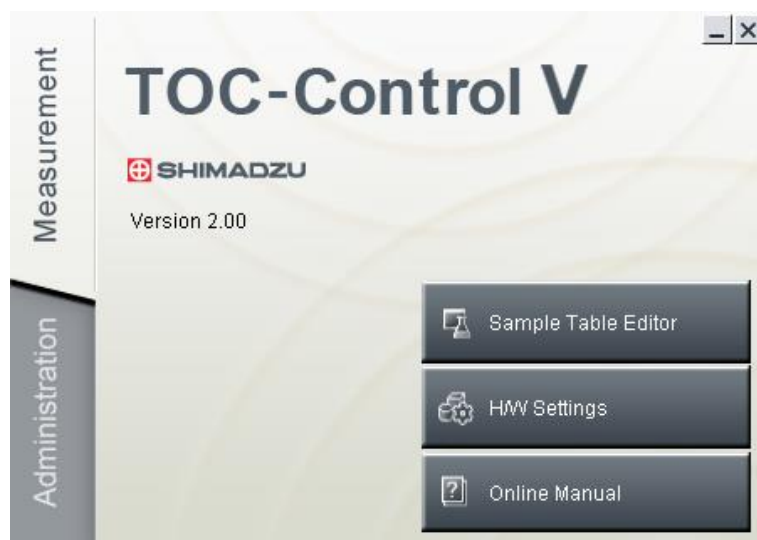 Measurement
Administration
TOC-Control V
SHIMADZU
Version 2.00
Sample Table Editor
H/W Settings
Online Manual